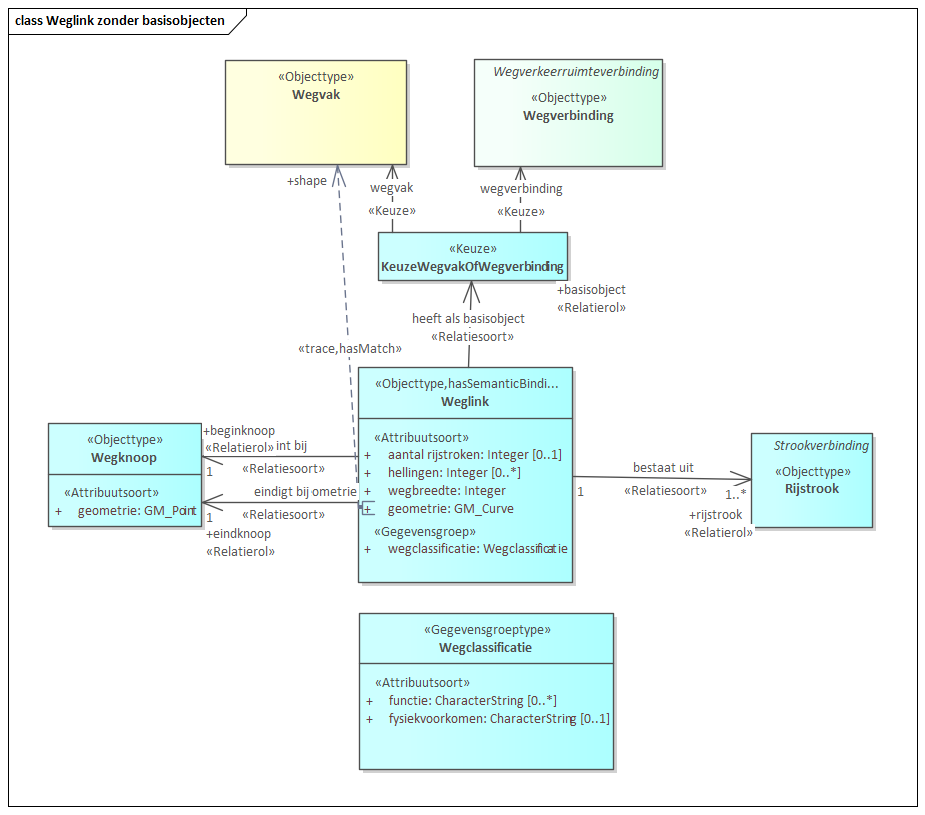 class Weglink zonder basisobjecten
«Objecttype»
Wegvak
Wegverkeerruimteverbinding
«Objecttype»
Wegverbinding
+shape
wegvak
«Keuze»
wegverbinding
«Keuze»
«Keuze»
KeuzeWegvakOfWegverbinding
+basisobject
«Relatierol»
heeft als basisobject
«Relatiesoort»
«trace,hasMatch»
«Objecttype,hasSemanticBindi...
Weglink
«Attribuutsoort»
+ aantal rijstroken: Integer [0..1]
+ hellingen: Integer [0..*]
+ wegbreedte: Integer
+ geometrie: GM_Curve
«Gegevensgroep»
+ wegclassificatie: Wegclassificatie
«Objecttype»
Wegknoop
«Attribuutsoort»
+ geometrie: GM_Point
+beginknoop
«Relatierol» int bij
1 «Relatiesoort»
eindigt bij ometrie
1 «Relatiesoort»
+eindknoop
«Relatierol»
bestaat uit
1 «Relatiesoort» 1..*
+rijstrook
«Relatierol»
Strookverbinding
«Objecttype»
Rijstrook
«Gegevensgroeptype»
Wegclassificatie
«Attribuutsoort»
+ functie: CharacterString [0..*]
+ fysiekvoorkomen: CharacterString [0..1]